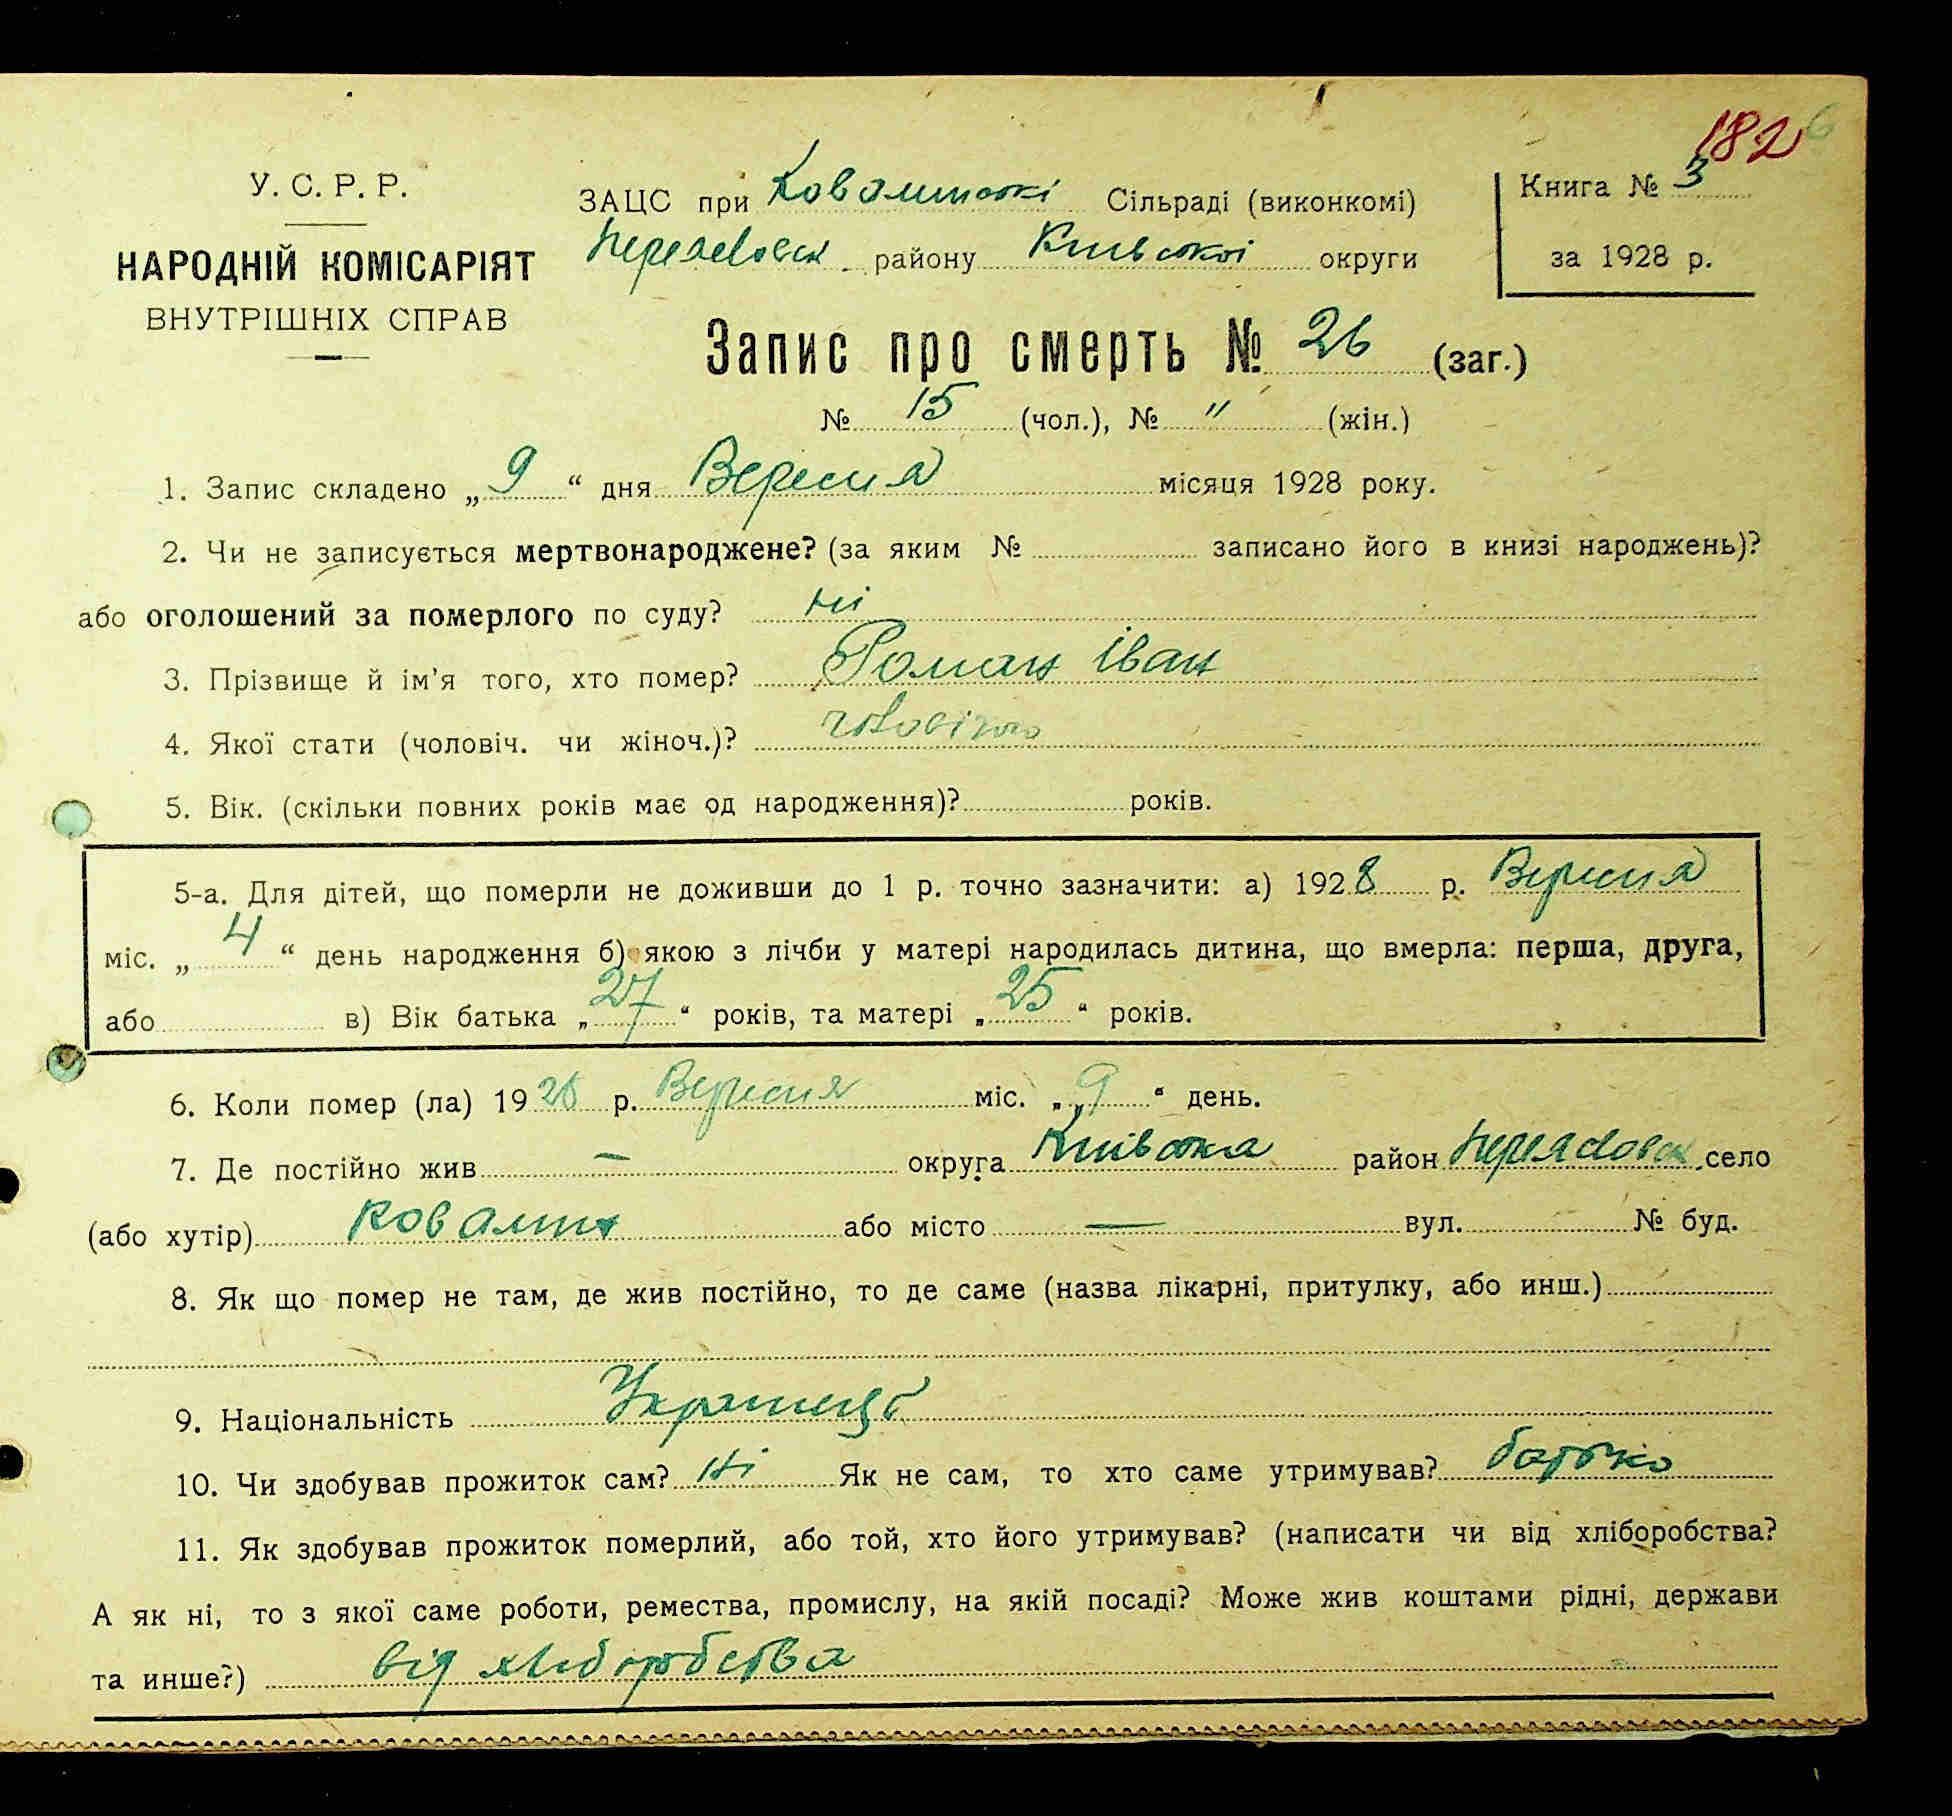 182
У. С. Р. Р.
НАРОДНІЙ КОМІСАРІЯТ
ВНУТРІШНІХ СПРАВ
ЗАЦС при Ковалинскі Сільраді (виконкомі)
Переяславск району Київської округи
Книга № 3
за 1928 р.
Запис про смерть № 26 (заг.)
№ 15 (чол.), № " (жін.)
1. Запис складено „ 9 “ дня Вересня місяця 1928 року.
2. Чи не записується мертвонароджене? (за яким № записано його в книзі народжень)?
або оголошений за померлого по суду? ні
3. Прізвище й ім'я того, хто помер? Роман Іван
4. Якої стати (чоловіч. чи жіноч.)?
5. Вік. (скільки повних років має од народження)? років.
5-а. Для дітей, що померли не доживши до 1 р. точно зазначити: а) 1928 р. Вересня
міс. „ 4 “ день народження б) якою з лічби у матері народилась дитина, що вмерла: перша, друга,
або в) Вік батька „ 27 “ років, та матері „ 25 “ років.
6. Коли помер (ла) 1928 р. Вересня міс. „ 9 “ день.
7. Де постійно жив — округа Київська район село
(або хутір) Ковалин або місто — вул. № буд.
8. Як що помер не там, де жив постійно, то де саме (назва лікарні, притулку, або инш.)
9. Національність Українець
10. Чи здобував прожиток сам? Ні Як не сам, то хто саме утримував? батько
11. Як здобував прожиток померлий, або той, хто його утримував? (написати чи від хліборобства?
А як ні, то з якої саме роботи, ремества, промислу, на якій посаді? Може жив коштами рідні, держави
та инше?) від хліборобства